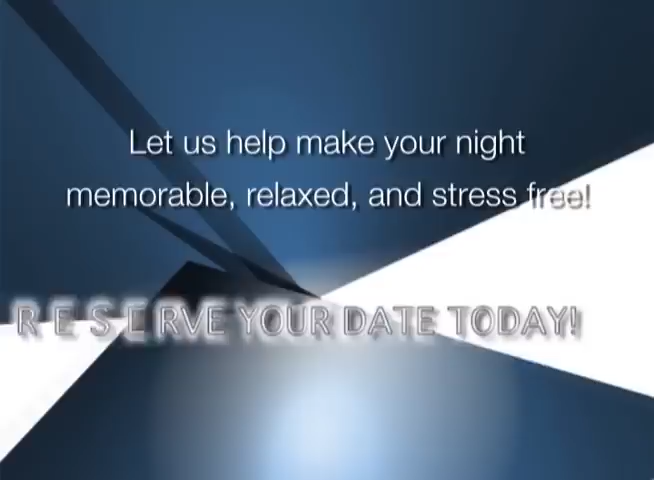 Let us help make your night
memorable, relaxed, and stress free!
RESERVE YOUR DATE TODAY!